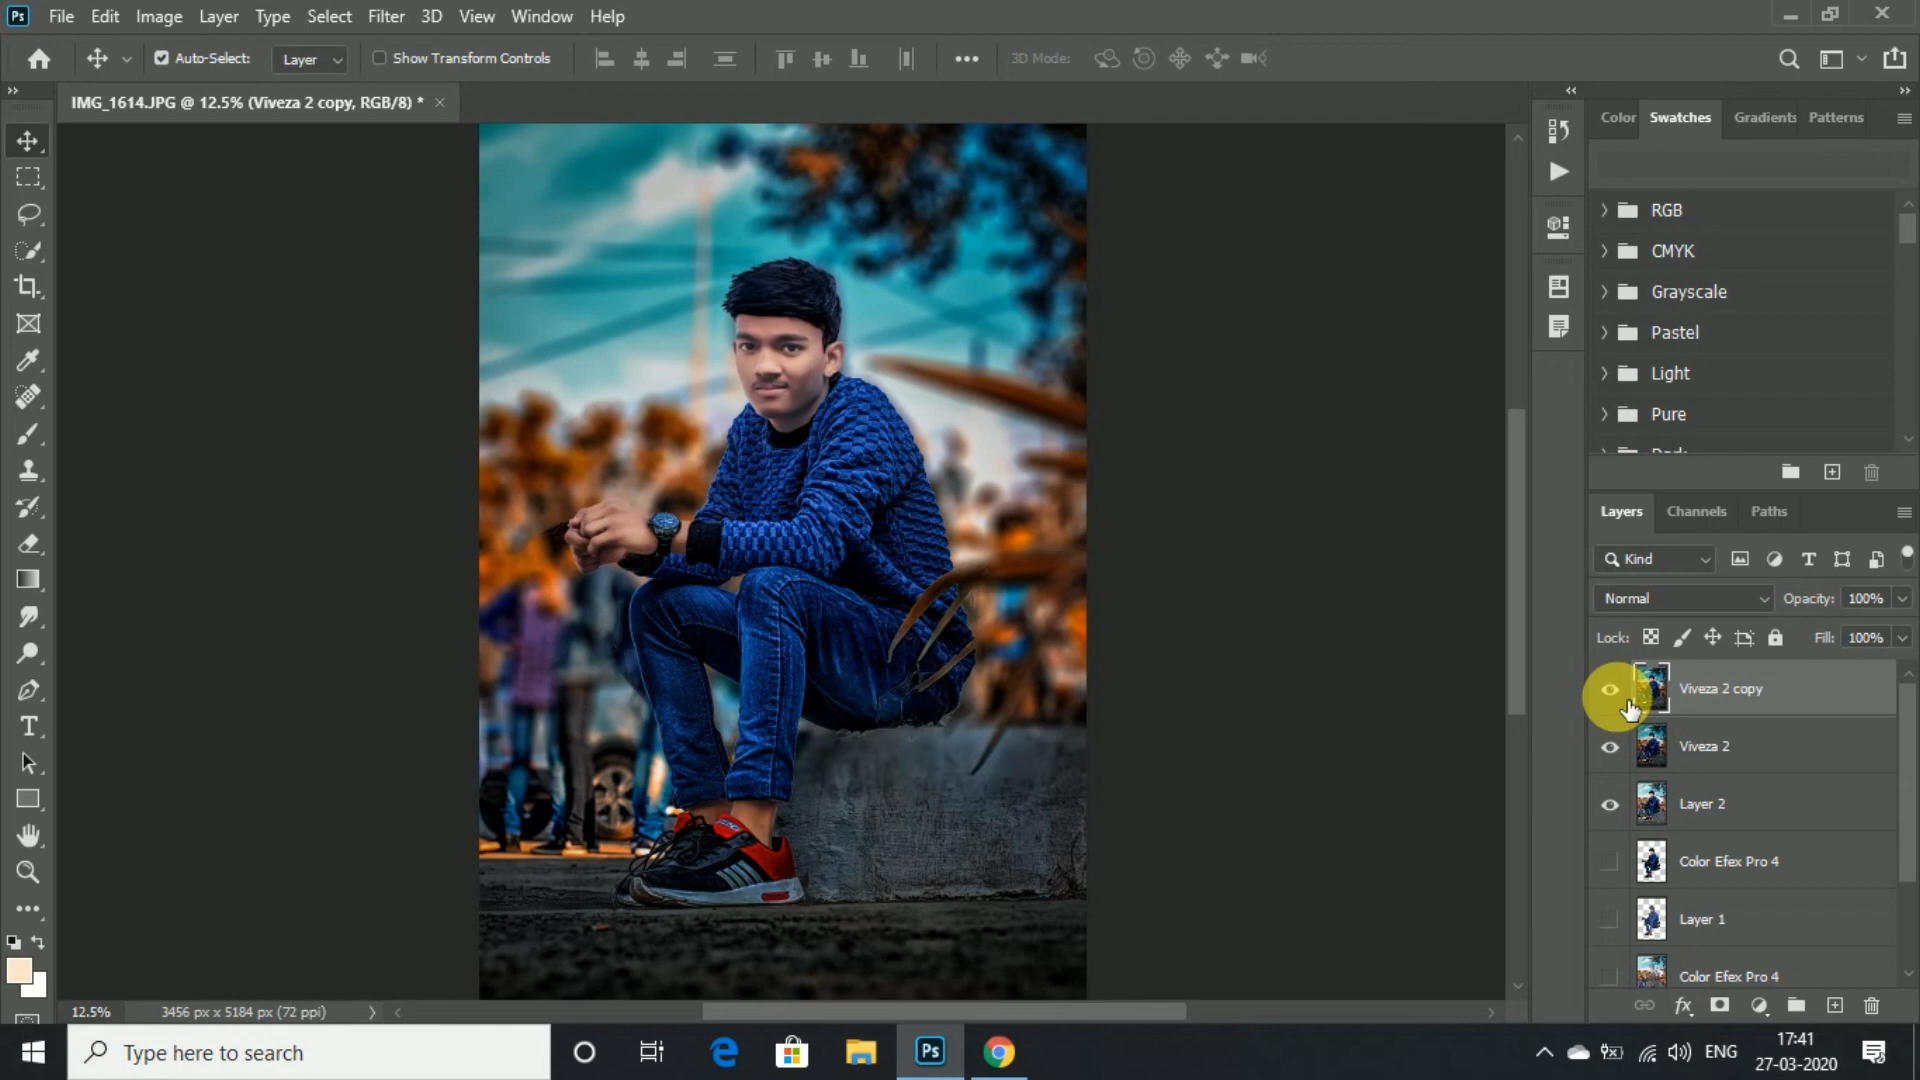 Ps File Edit Image Layer Type Select Filter 3D View Window Help
Auto-Select: Layer Show Transform Controls 3D Mode:
IMG_1614.JPG @ 12.5% (Viveza 2 copy, RGB/8) *
Color Swatches Gradients Patterns
RGB
CMYK
Grayscale
Pastel
Light
Pure
Dark
Layers Channels Paths
Kind
Normal Opacity: 100%
Lock: Fill: 100%
Viveza 2 copy
Viveza 2
Layer 2
Color Efex Pro 4
Layer 1
Color Efex Pro 4
fx
12.5% 3456 px x 5184 px (72 ppi)
Type here to search
Ps
ENG
17:41
27-03-2020